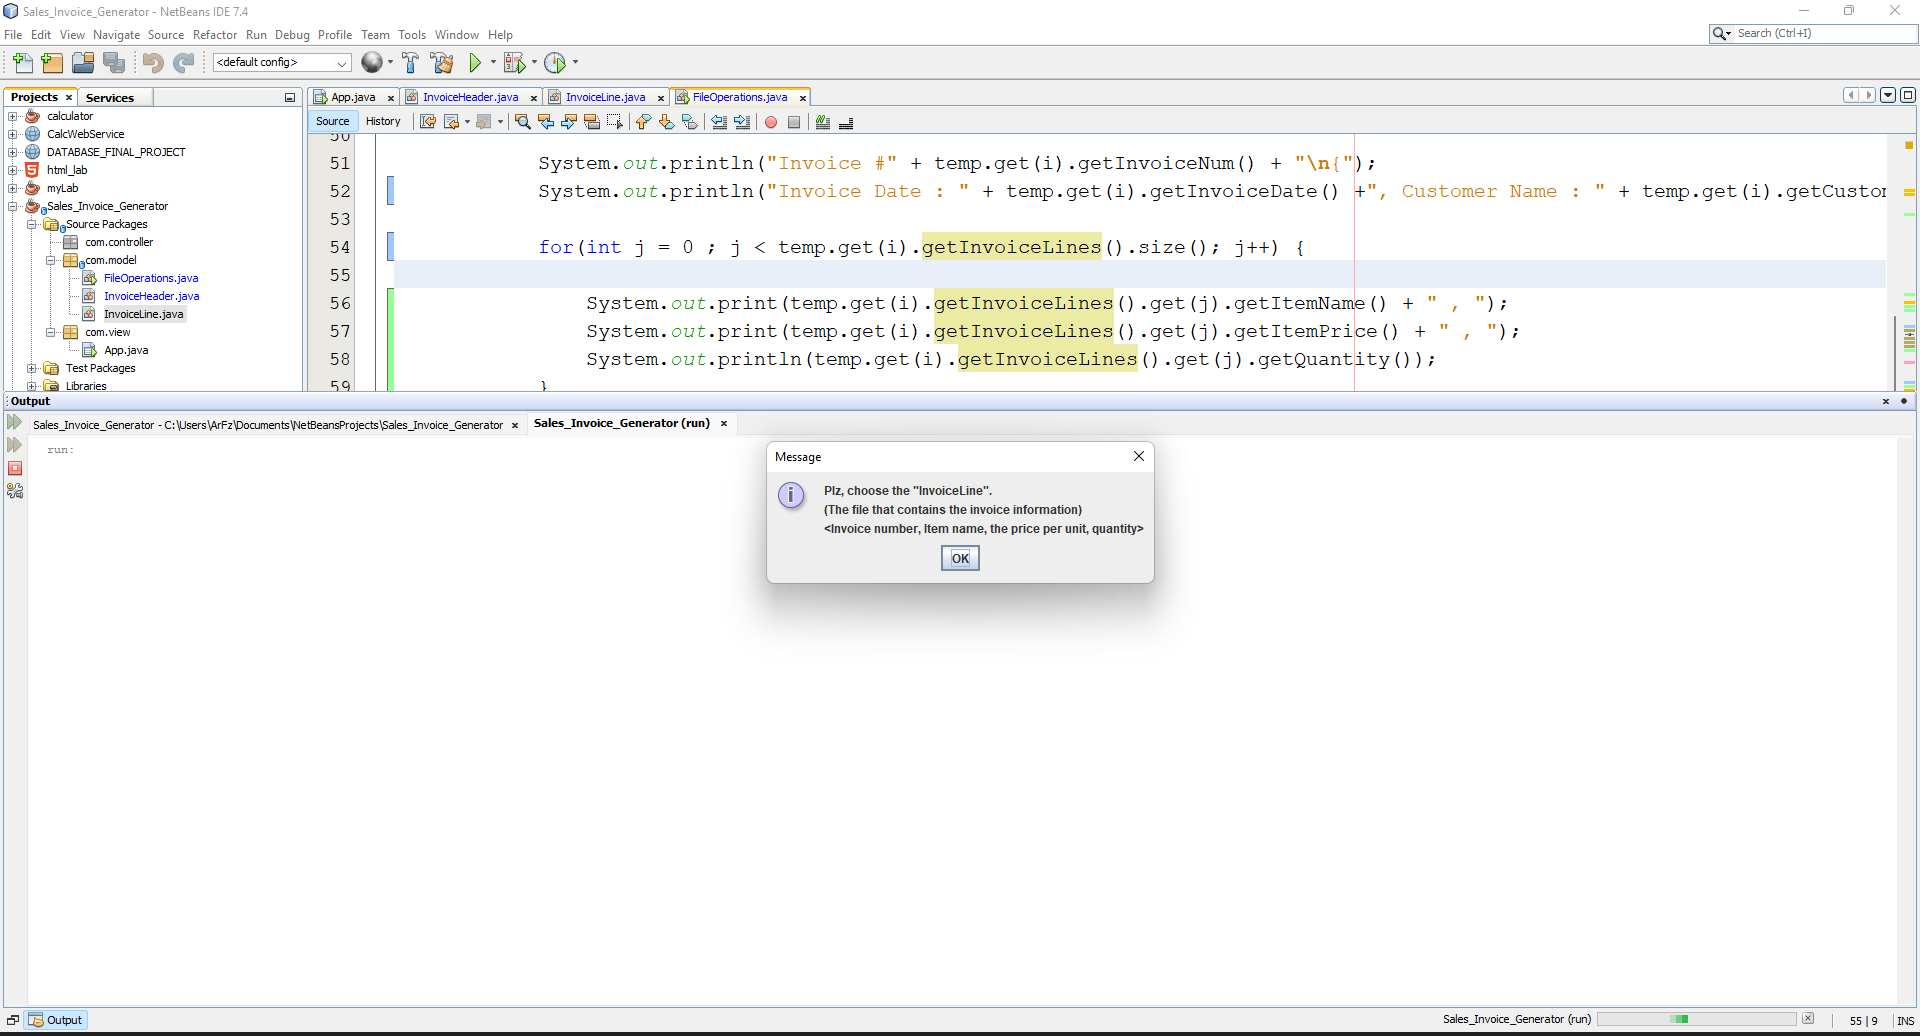 Sales_Invoice_Generator - NetBeans IDE 7.4
File Edit View Navigate Source Refactor Run Debug Profile Team Tools Window Help
Search (Ctrl+I)
<default config>
Projects Services
App.java InvoiceHeader.java InvoiceLine.java FileOperations.java
Source History
calculator
CalcWebService
DATABASE_FINAL_PROJECT
html_lab
myLab
Sales_Invoice_Generator
Source Packages
com.controller
com.model
FileOperations.java
InvoiceHeader.java
InvoiceLine.java
com.view
App.java
Test Packages
Libraries
50
51 System.out.println("Invoice #" + temp.get(i).getInvoiceNum() + "\n{");
52 System.out.println("Invoice Date : " + temp.get(i).getInvoiceDate() +", Customer Name : " + temp.get(i).getCuston
53
54 for(int j = 0 ; j < temp.get(i).getInvoiceLines().size(); j++) {
55
56 System.out.print(temp.get(i).getInvoiceLines().get(j).getItemName() + " , ");
57 System.out.print(temp.get(i).getInvoiceLines().get(j).getItemPrice() + " , ");
58 System.out.println(temp.get(i).getInvoiceLines().get(j).getQuantity());
59 }
Output
Sales_Invoice_Generator - C:\Users\ArFz\Documents\NetBeansProjects\Sales_Invoice_Generator Sales_Invoice_Generator (run)
run:
Message
Plz, choose the "InvoiceLine".
(The file that contains the invoice information)
<Invoice number, Item name, the price per unit, quantity>
OK
Output
Sales_Invoice_Generator (run) 55 | 9 INS